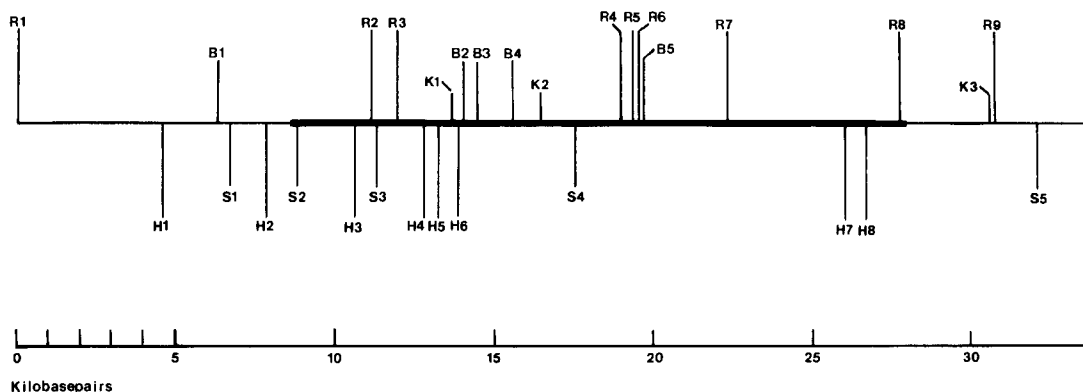 R1 R2 R3 R4 R5 R6 R7 R8 R9
B1 B2 B3 B4 B5
K1 K2 K3
S1 S2 S3 S4 S5
H1 H2 H3 H4 H5 H6 H7 H8
0 5 10 15 20 25 30
Kilobasepairs